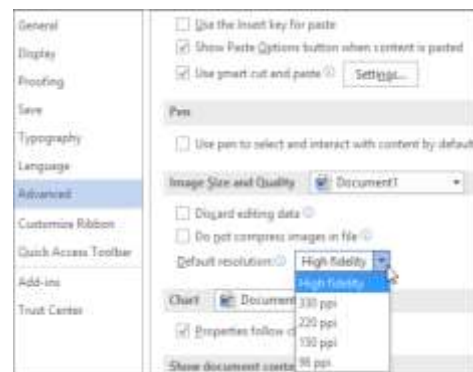 General
Display
Proofing
Save
Typography
Language
Advanced
Customize Ribbon
Quick Access Toolbar
Add-ins
Trust Center
Use the Insert key for paste
Show Paste Options button when content is pasted
Use smart cut and paste
Settings...
Pen
Use pen to select and interact with content by default
Image Size and Quality
Document1
Discard editing data
Do not compress images in file
Default resolution:
High fidelity
High fidelity
330 ppi
220 ppi
150 ppi
96 ppi
Chart
Document
Properties follow
Show document conte